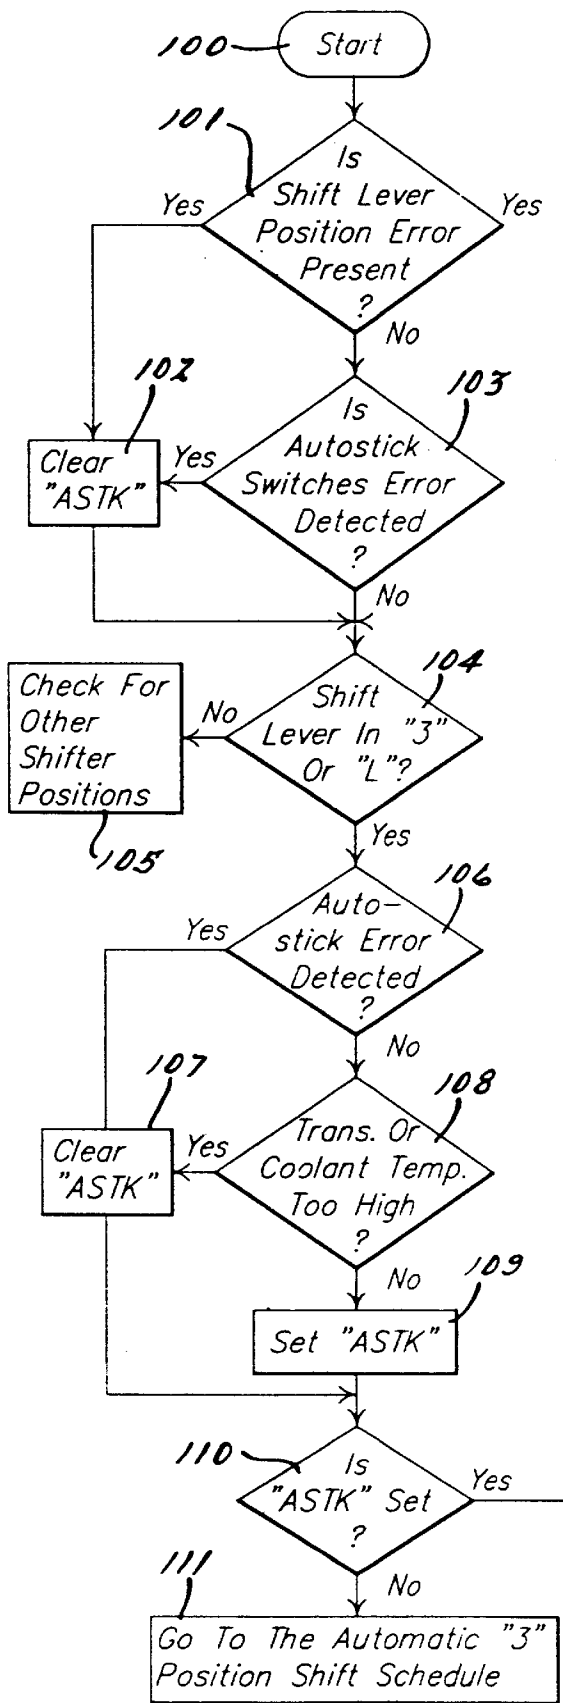 100
Start
101
Is
Shift Lever
Position Error
Present
?
Yes
Yes
No
102
Clear
"ASTK"
Yes
103
Is
Autostick
Switches Error
Detected
?
No
104
Shift
Lever In "3"
Or "L"?
No
Check For
Other
Shifter
Positions
105
Yes
106
Auto-
stick Error
Detected
?
Yes
No
107
Clear
"ASTK"
Yes
108
Trans. Or
Coolant Temp.
Too High
?
No
109
Set "ASTK"
110
Is
"ASTK" Set
?
Yes
No
111
Go To The Automatic "3"
Position Shift Schedule